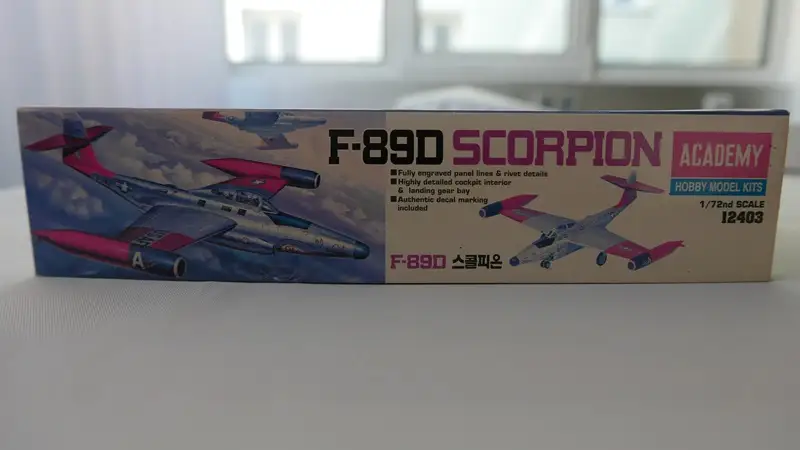 F-89D SCORPION
■ Fully engraved panel lines & rivet details
■ Highly detailed cockpit interior
& landing gear bay
■ Authentic decal marking
included
F-89D 스콜피온
ACADEMY
HOBBY MODEL KITS
1/72nd SCALE
12403
A